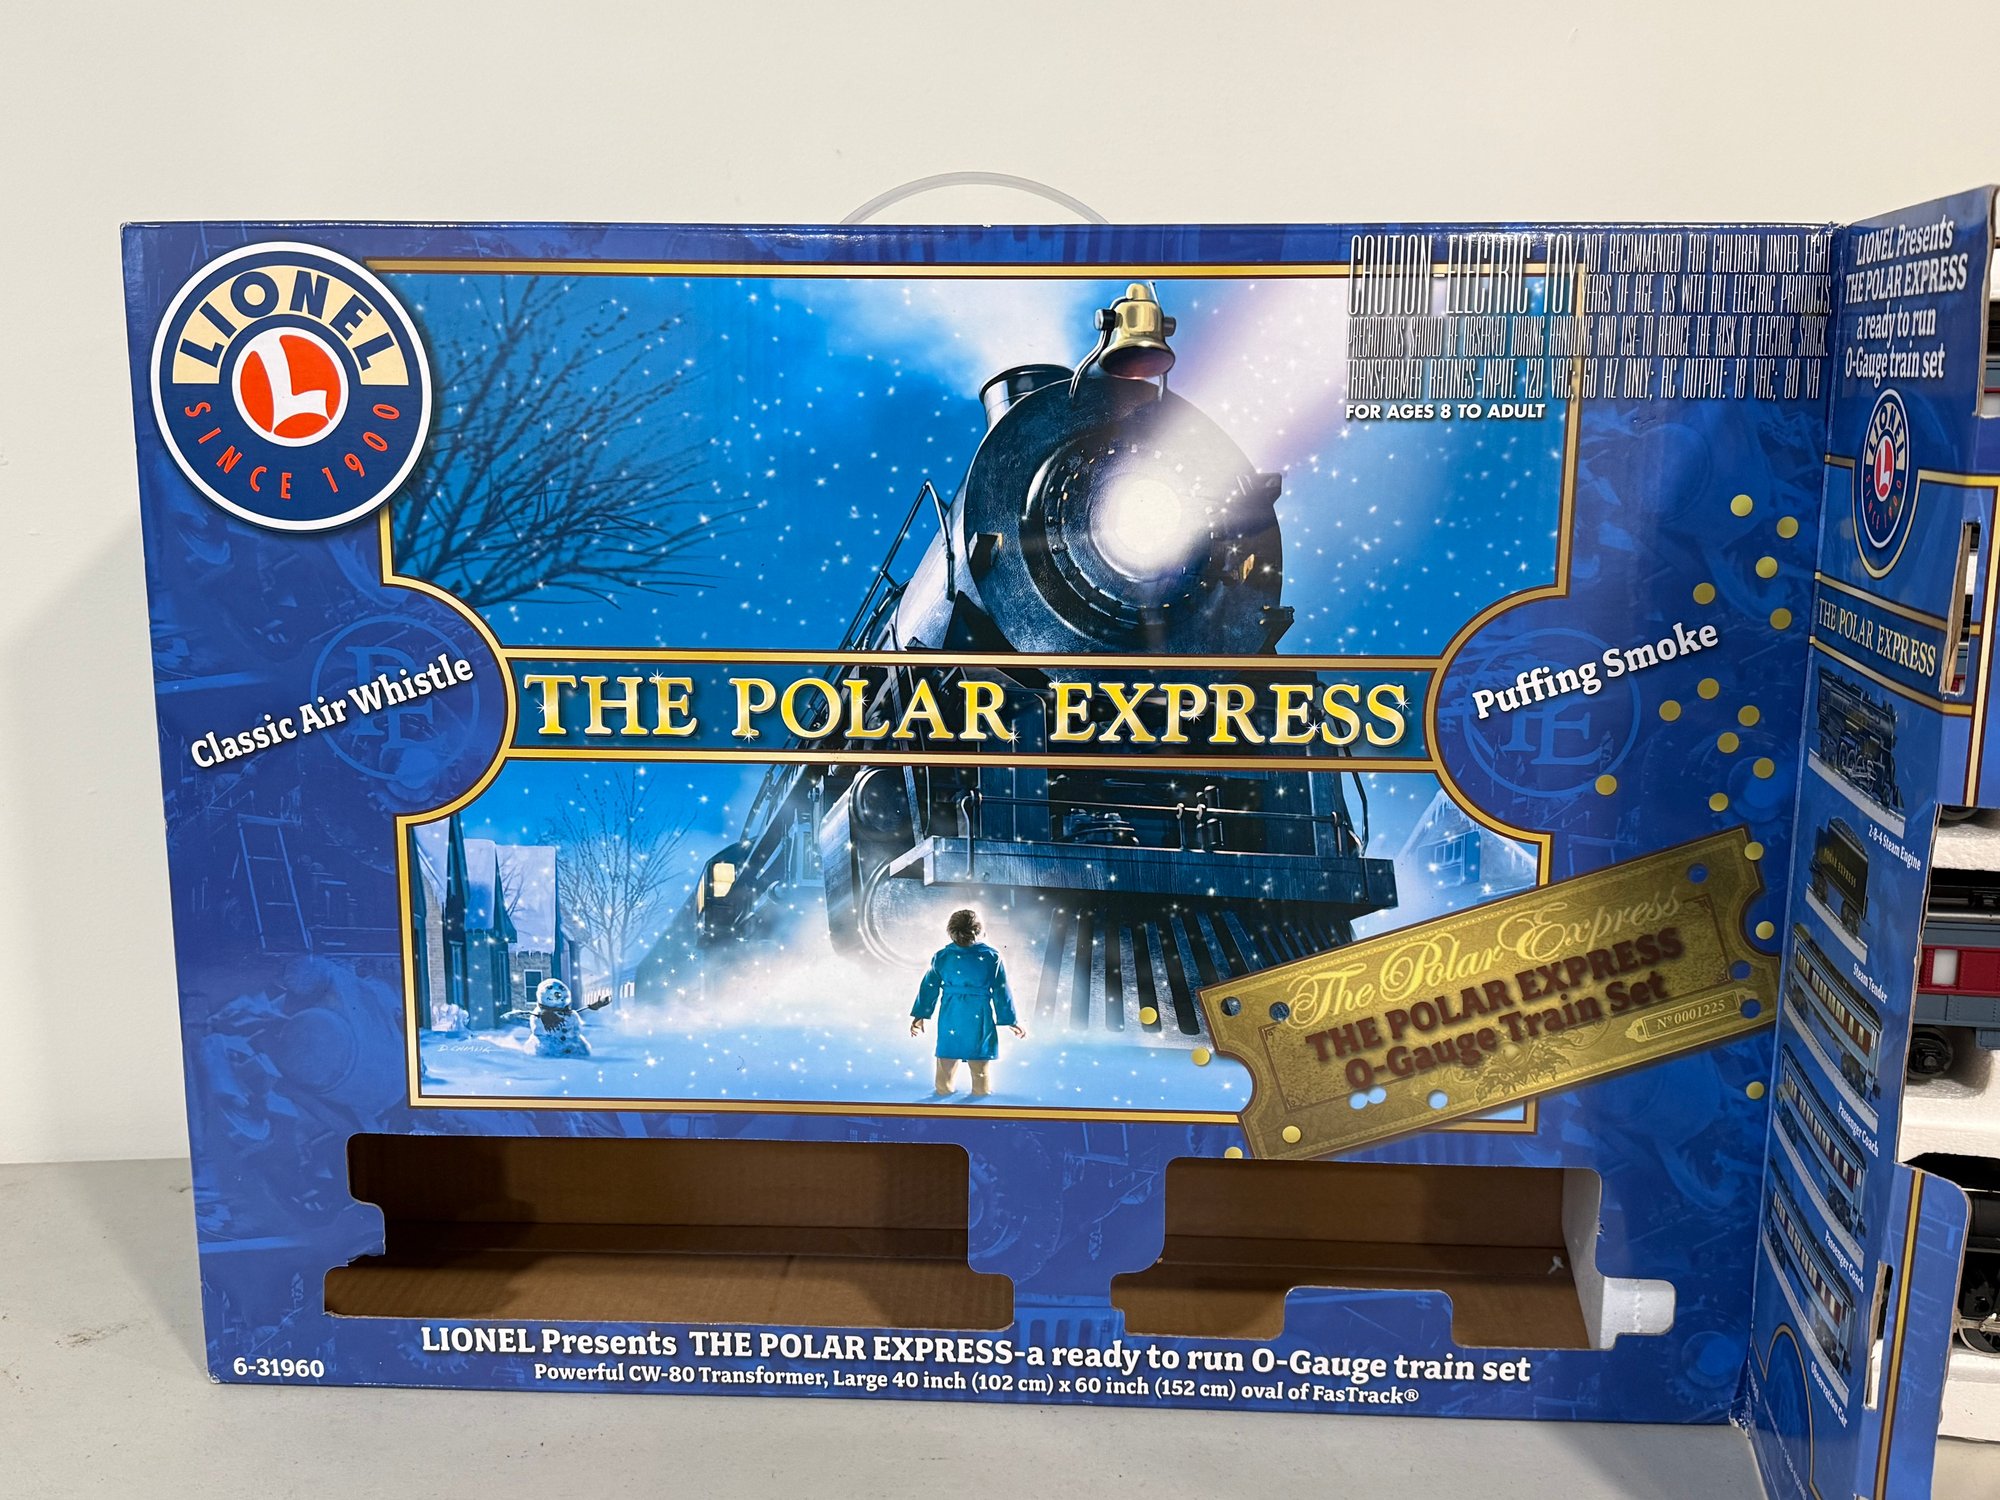 LIONEL
SINCE 1900
CAUTION-ELECTRIC TOY NOT RECOMMENDED FOR CHILDREN UNDER EIGHT
YEARS OF AGE. AS WITH ALL ELECTRIC PRODUCTS,
PRECAUTIONS SHOULD BE OBSERVED DURING HANDLING AND USE TO REDUCE THE RISK OF ELECTRIC SHOCK.
TRANSFORMER RATINGS-INPUT: 120 VAC; 60 HZ ONLY; AC OUTPUT: 18 VAC; 80 VA
FOR AGES 8 TO ADULT
Classic Air Whistle
THE POLAR EXPRESS
Puffing Smoke
The Polar Express
THE POLAR EXPRESS
O-Gauge Train Set
Nº 0001225
LIONEL Presents THE POLAR EXPRESS-a ready to run O-Gauge train set
Powerful CW-80 Transformer, Large 40 inch (102 cm) x 60 inch (152 cm) oval of FasTrack®
6-31960
LIONEL Presents
THE POLAR EXPRESS
a ready to run
O-Gauge train set
LIONEL
SINCE 1900
THE POLAR EXPRESS
2-8-4 Steam Engine
POLAR EXPRESS
Steam Tender
Passenger Coach
Passenger Coach
Observation Car